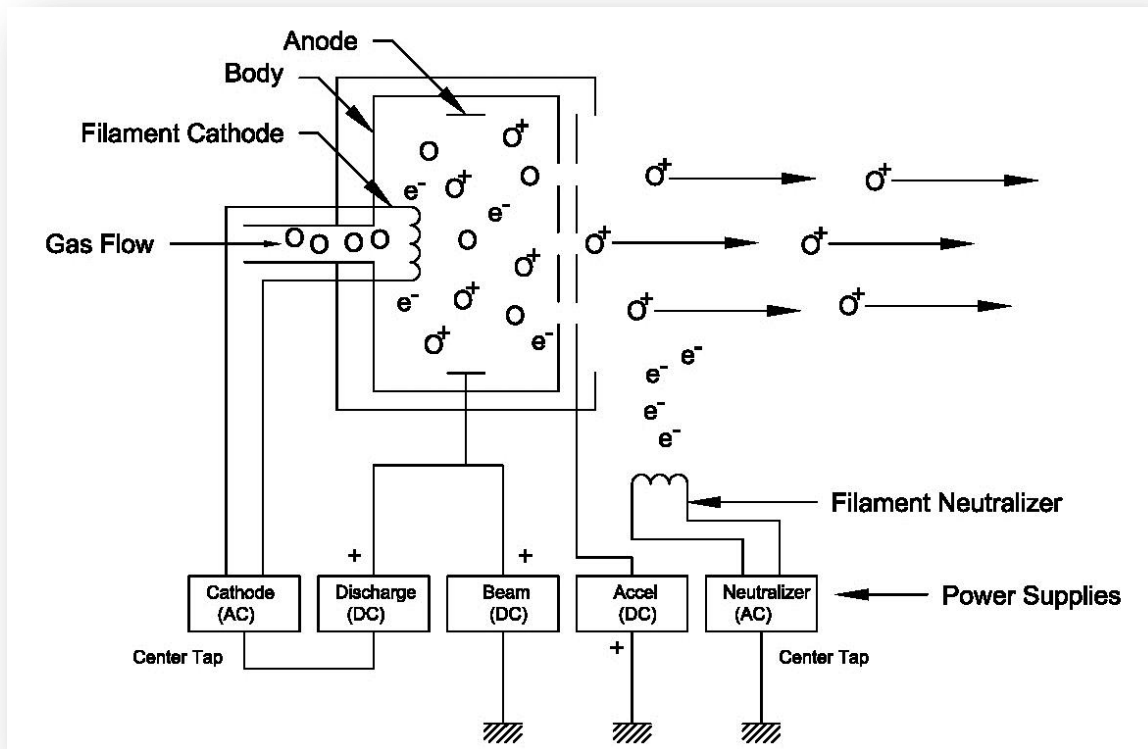 Anode
Body
Filament Cathode
Gas Flow
O O O O
O
O⁺
O
O⁺
e⁻
e⁻
O
O⁺
e⁻
O⁺
O
O⁺
e⁻
O⁺
O⁺
O⁺
O⁺
O⁺
O⁺
e⁻
e⁻
e⁻
e⁻
Filament Neutralizer
+
+
Cathode
(AC)
Discharge
(DC)
Beam
(DC)
Accel
(DC)
Neutralizer
(AC)
Power Supplies
Center Tap
+
Center Tap